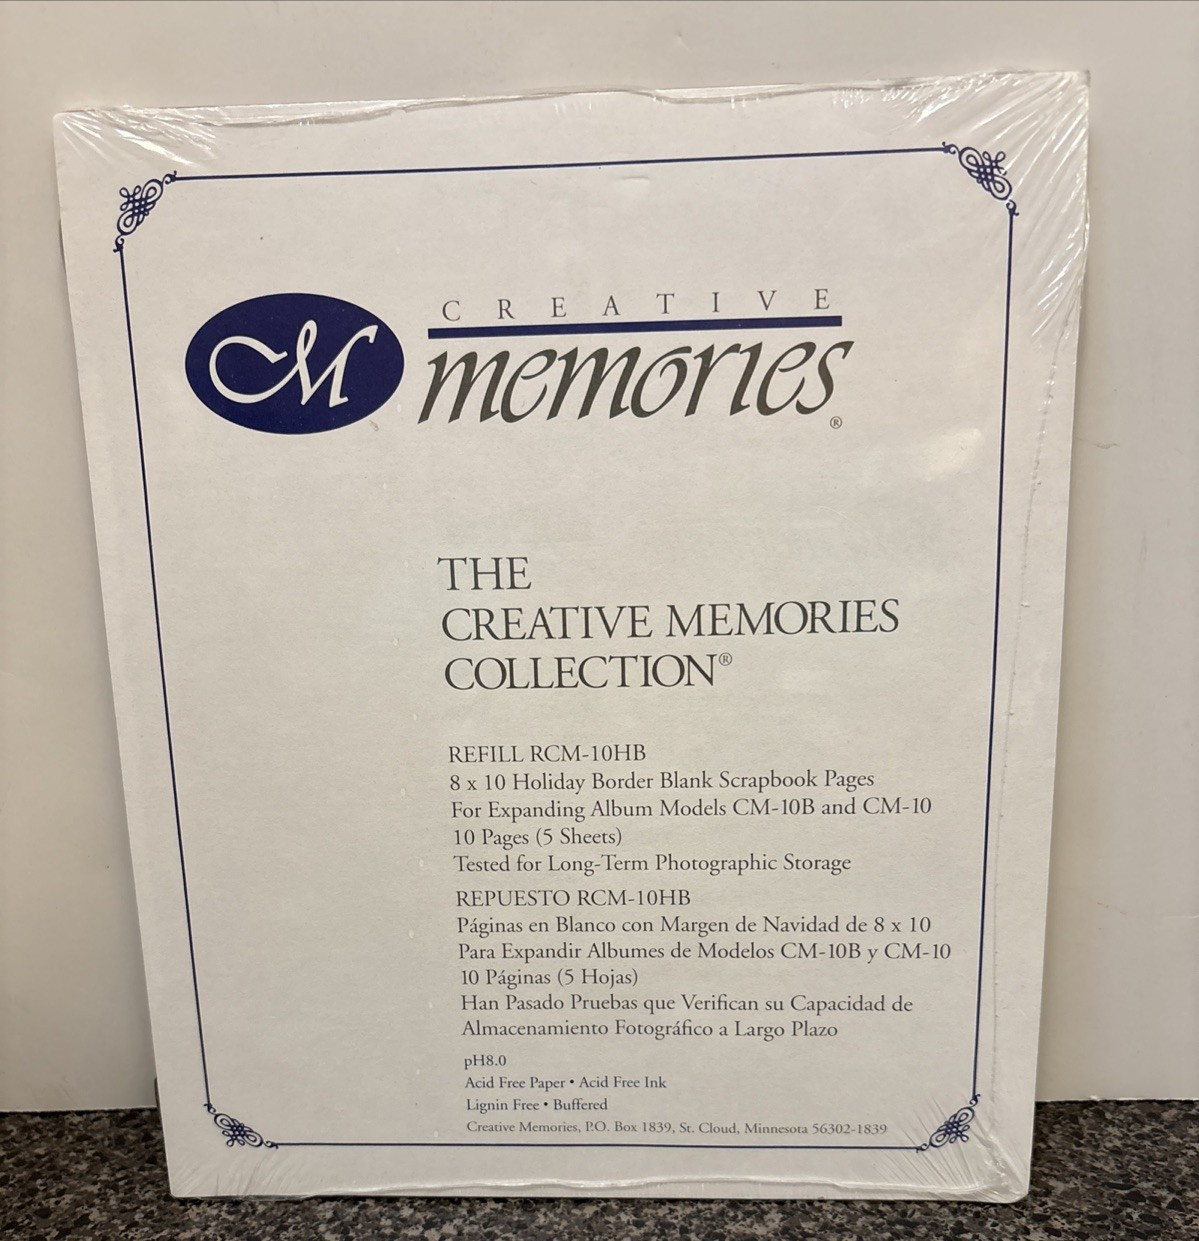 M
CREATIVE
memories®
THE
CREATIVE MEMORIES
COLLECTION®
REFILL RCM-10HB
8 x 10 Holiday Border Blank Scrapbook Pages
For Expanding Album Models CM-10B and CM-10
10 Pages (5 Sheets)
Tested for Long-Term Photographic Storage
REPUESTO RCM-10HB
Páginas en Blanco con Margen de Navidad de 8 x 10
Para Expandir Albumes de Modelos CM-10B y CM-10
10 Páginas (5 Hojas)
Han Pasado Pruebas que Verifican su Capacidad de
Almacenamiento Fotográfico a Largo Plazo
pH8.0
Acid Free Paper • Acid Free Ink
Lignin Free • Buffered
Creative Memories, P.O. Box 1839, St. Cloud, Minnesota 56302-1839